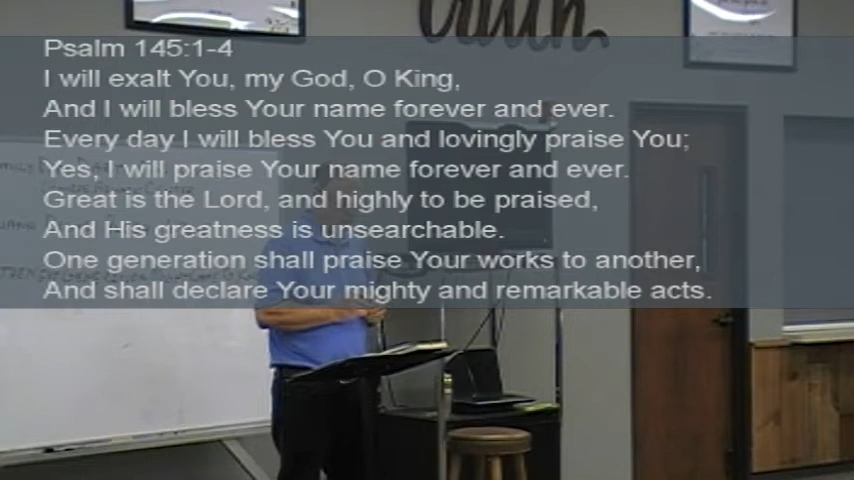 truth
Psalm 145:1-4
I will exalt You, my God, O King,
And I will bless Your name forever and ever.
Every day I will bless You and lovingly praise You;
Yes, I will praise Your name forever and ever.
Great is the Lord, and highly to be praised,
And His greatness is unsearchable.
One generation shall praise Your works to another,
And shall declare Your mighty and remarkable acts.